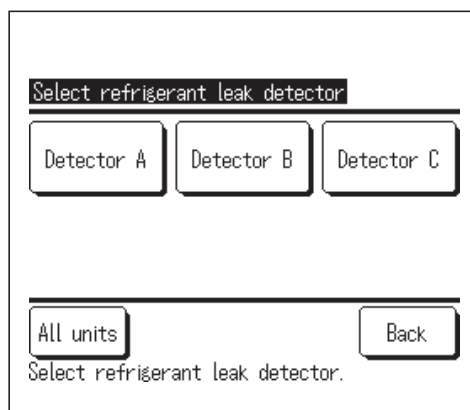 Select refrigerant leak detector
Detector A Detector B Detector C
All units Back
Select refrigerant leak detector.